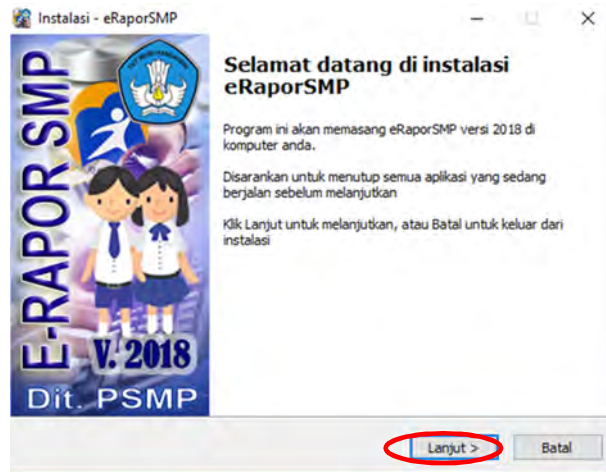 Instalasi - eRaporSMP
E-RAPOR SMP
V. 2018
Dit. PSMP
Selamat datang di instalasi
eRaporSMP
Program ini akan memasang eRaporSMP versi 2018 di
komputer anda.
Disarankan untuk menutup semua aplikasi yang sedang
berjalan sebelum melanjutkan
Klik Lanjut untuk melanjutkan, atau Batal untuk keluar dari
instalasi
Lanjut >
Batal